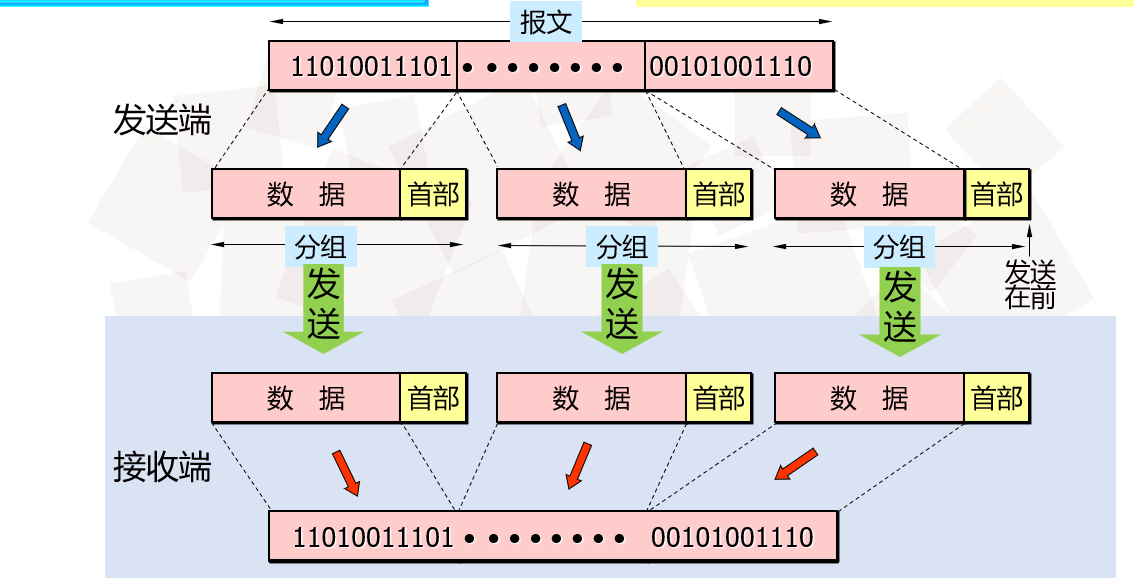 报文
11010011101 • • • • • • • • 00101001110
发送端
数 据 首部 数 据 首部 数 据 首部
分组 分组 分组
发送 发送 发送
发送
在前
数 据 首部 数 据 首部 数 据 首部
接收端
11010011101 • • • • • • • • 00101001110